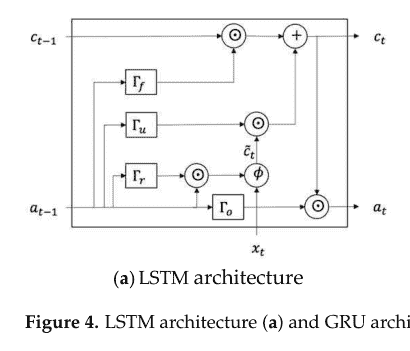 c_{t-1} ⊙ + c_t
Γ_f
Γ_u ⊙
c̃_t
Γ_r ⊙ ϕ
a_{t-1} Γ_o ⊙ a_t
x_t
(a) LSTM architecture
Figure 4. LSTM architecture (a) and GRU archi